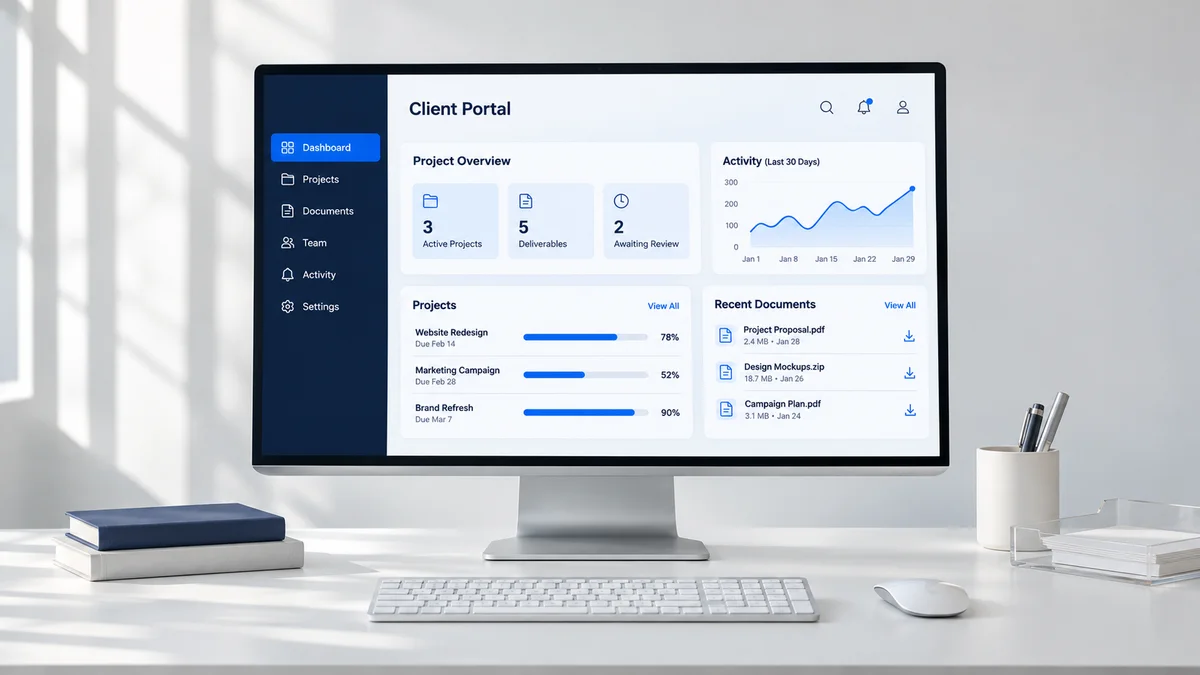 Client Portal
Dashboard
Projects
Documents
Team
Activity
Settings
Project Overview
3
Active Projects
5
Deliverables
2
Awaiting Review
Activity (Last 30 Days)
300
200
100
0
Jan 1 Jan 8 Jan 15 Jan 22 Jan 29
Projects View All
Website Redesign
Due Feb 14
78%
Marketing Campaign
Due Feb 28
52%
Brand Refresh
Due Mar 7
90%
Recent Documents View All
Project Proposal.pdf
2.4 MB • Jan 28
Design Mockups.zip
18.7 MB • Jan 26
Campaign Plan.pdf
3.1 MB • Jan 24